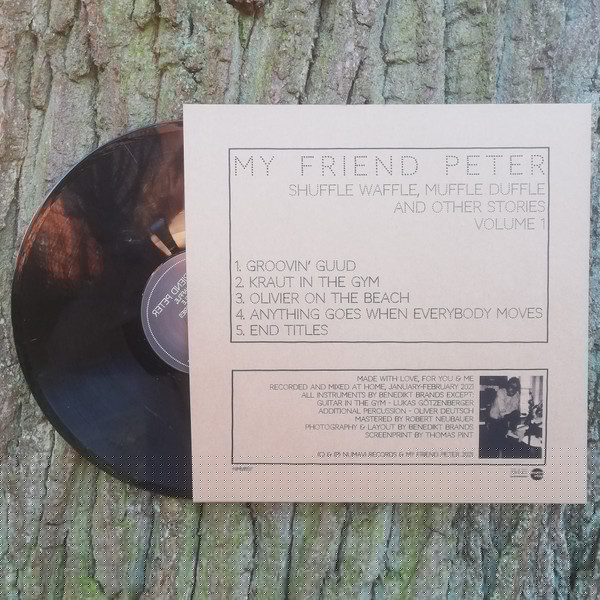 MY FRIEND PETER
SHUFFLE WAFFLE, MUFFLE DUFFLE
AND OTHER STORIES
VOLUME 1
1. GROOVIN' GUUD
2. KRAUT IN THE GYM
3. OLIVIER ON THE BEACH
4. ANYTHING GOES WHEN EVERYBODY MOVES
5. END TITLES
MADE WITH LOVE, FOR YOU & ME
RECORDED AND MIXED AT HOME, JANUARY-FEBRUARY 2021
ALL INSTRUMENTS BY BENEDIKT BRANDS EXCEPT:
GUITAR IN THE GYM - LUKAS GÖTZENBERGER
ADDITIONAL PERCUSSION - OLIVER DEUTSCH
MASTERED BY ROBERT NEUBAUER
PHOTOGRAPHY & LAYOUT BY BENEDIKT BRANDS
SCREENPRINT BY THOMAS PINT
(C) & (P) NUMAVI RECORDS & MY FRIEND PETER 2021